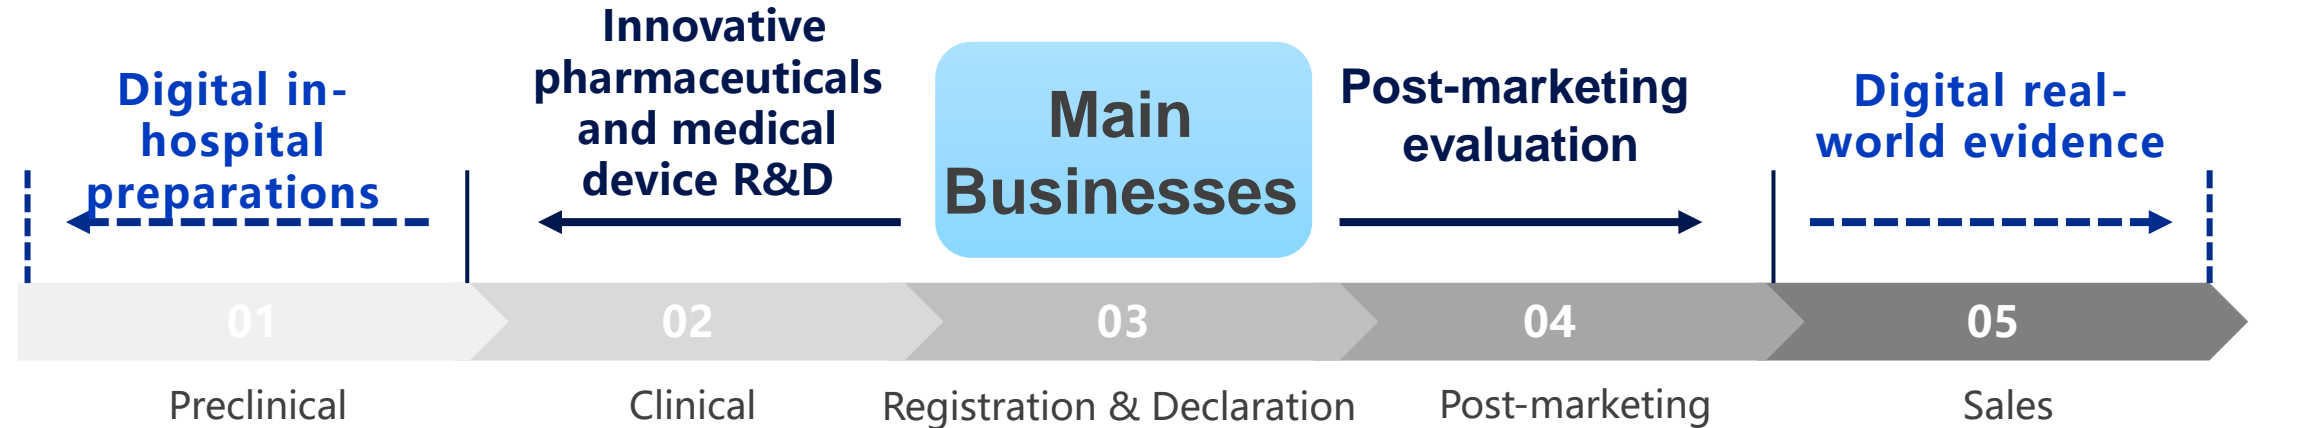 Digital in-
hospital
preparations
Innovative
pharmaceuticals
and medical
device R&D
Main
Businesses
Post-marketing
evaluation
Digital real-
world evidence
01
02
03
04
05
Preclinical
Clinical
Registration & Declaration
Post-marketing
Sales